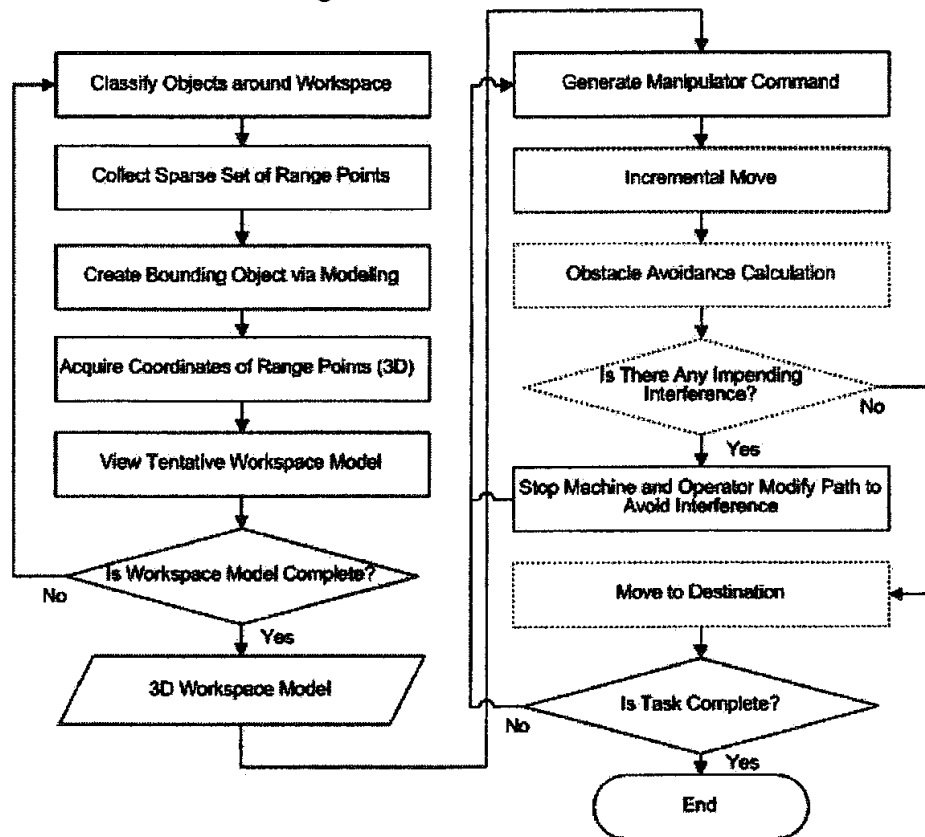 Classify Objects around Workspace
Collect Sparse Set of Range Points
Create Bounding Object via Modeling
Acquire Coordinates of Range Points (3D)
View Tentative Workspace Model
Is Workspace Model Complete?
No
Yes
3D Workspace Model
Generate Manipulator Command
Incremental Move
Obstacle Avoidance Calculation
Is There Any Impending
Interference?
No
Yes
Stop Machine and Operator Modify Path to
Avoid Interference
Move to Destination
Is Task Complete?
No
Yes
End